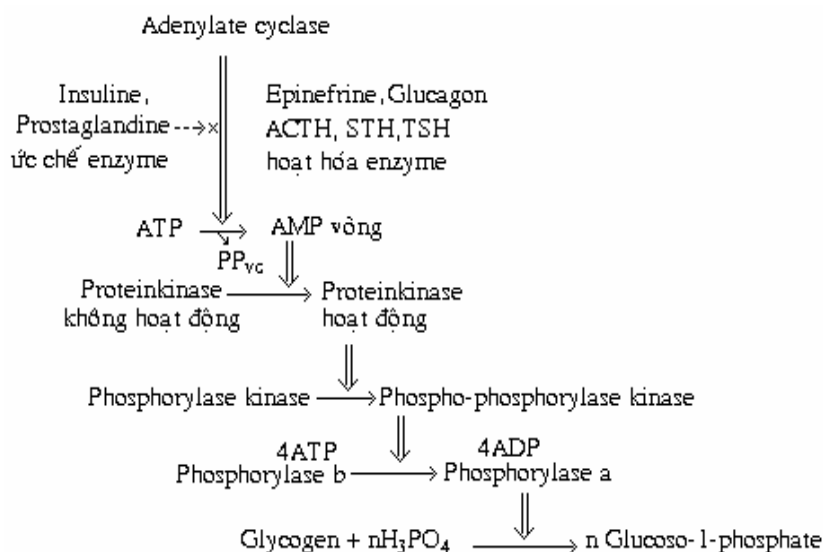 Adenylate cyclase
Insuline,
Prostaglandine
ức chế enzyme
Epinefrine, Glucagon
ACTH, STH,TSH
hoạt hóa enzyme
ATP
AMP vòng
PPvc
Proteinkinase
không hoạt động
Proteinkinase
hoạt động
Phosphorylase kinase
Phospho-phosphorylase kinase
4ATP
4ADP
Phosphorylase b
Phosphorylase a
Glycogen + nH₃PO₄
n Glucoso-1-phosphate